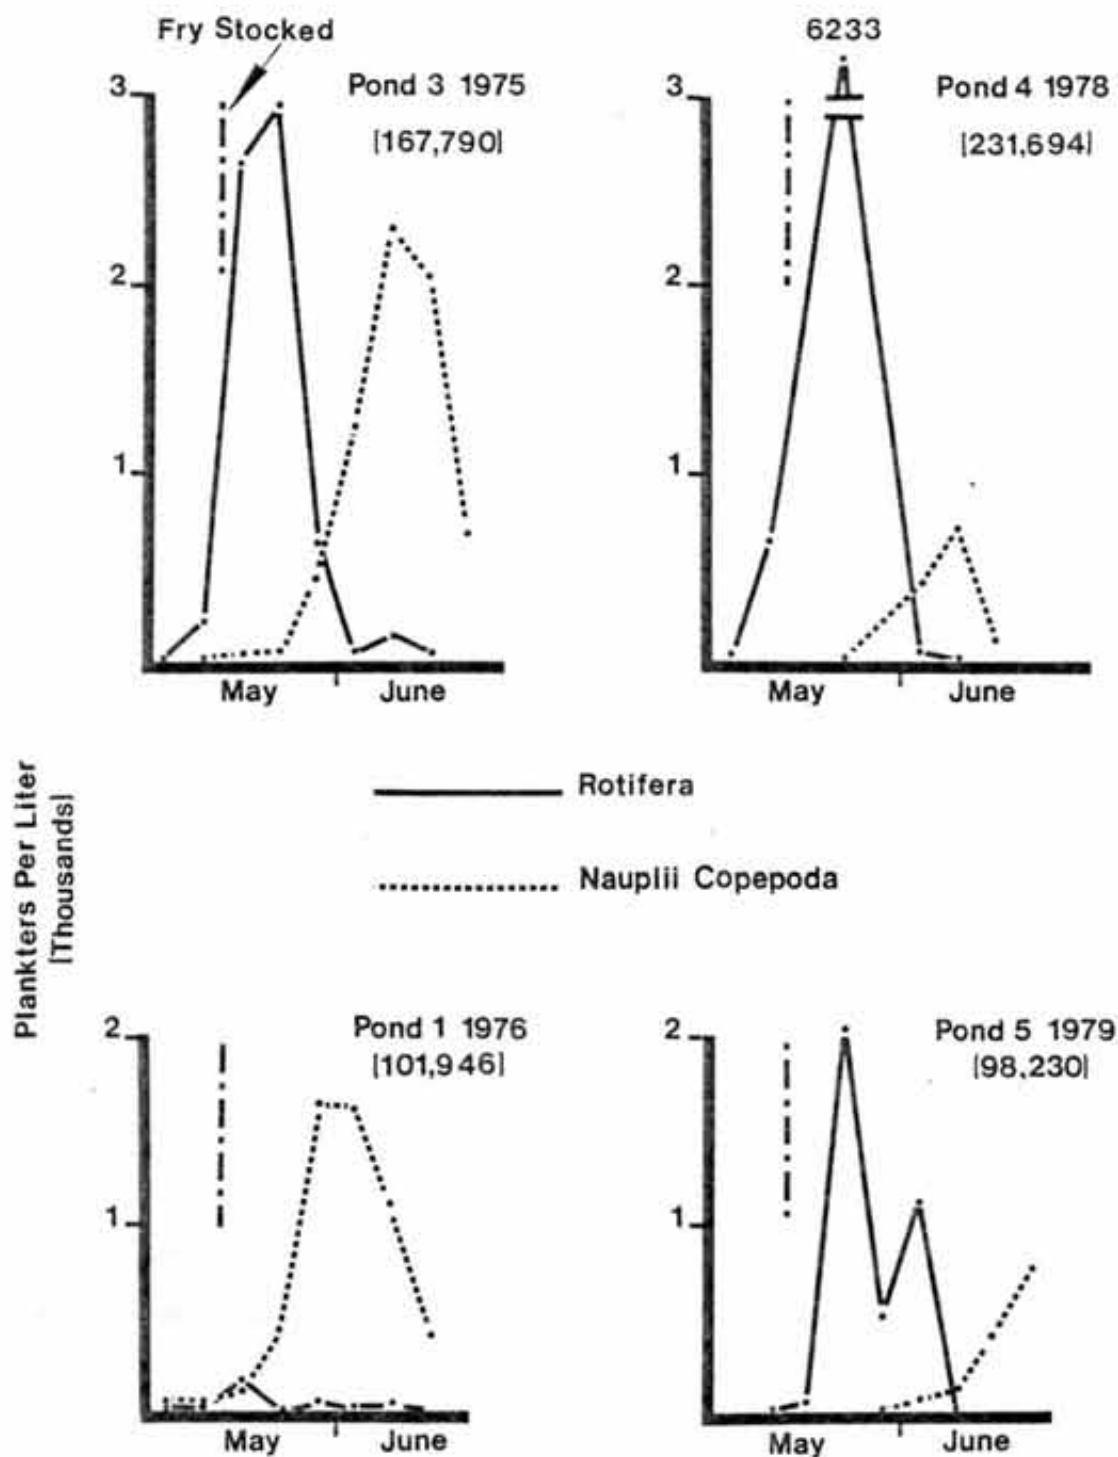 Fry Stocked
6233
Pond 3 1975
[167,790]
Pond 4 1978
[231,694]
3
2
1
3
2
1
May
June
May
June
Plankters Per Liter
[Thousands]
Rotifera
Nauplii Copepoda
Pond 1 1976
[101,946]
Pond 5 1979
[98,230]
2
1
2
1
May
June
May
June